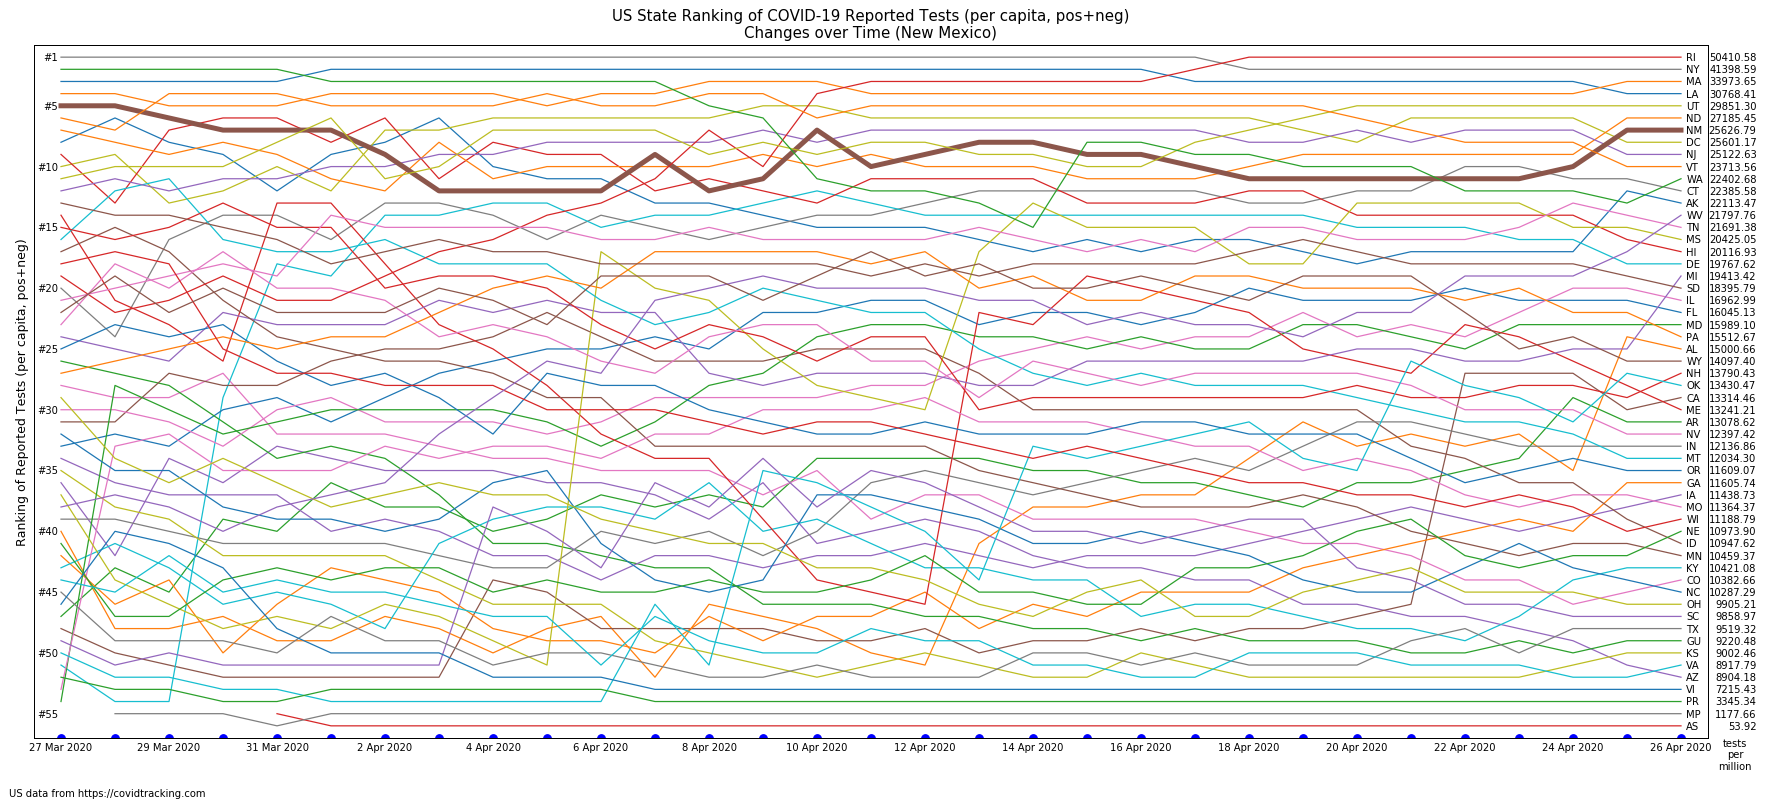 US State Ranking of COVID-19 Reported Tests (per capita, pos+neg)
Changes over Time (New Mexico)
Ranking of Reported Tests (per capita, pos+neg)
#1
#5
#10
#15
#20
#25
#30
#35
#40
#45
#50
#55
RI 50410.58
NY 41398.59
MA 33973.65
LA 30768.41
UT 29851.30
ND 27185.45
NM 25626.79
DC 25601.17
NJ 25122.63
VT 23713.56
WA 22402.68
CT 22385.58
AK 22113.47
WV 21797.76
TN 21691.38
MS 20425.05
HI 20116.93
DE 19767.62
MI 19413.42
SD 18395.79
IL 16962.99
FL 16045.13
MD 15989.10
PA 15512.67
AL 15000.66
WY 14097.40
NH 13790.43
OK 13430.47
CA 13314.46
ME 13241.21
AR 13078.62
NV 12397.42
IN 12136.86
MT 12034.30
OR 11609.07
GA 11605.74
IA 11438.73
MO 11364.37
WI 11188.79
NE 10973.90
ID 10947.62
MN 10459.37
KY 10421.08
CO 10382.66
NC 10287.29
OH 9905.21
SC 9858.97
TX 9519.32
GU 9220.48
KS 9002.46
VA 8917.79
AZ 8904.18
VI 7215.43
PR 3345.34
MP 1177.66
AS 53.92
27 Mar 2020 29 Mar 2020 31 Mar 2020 2 Apr 2020 4 Apr 2020 6 Apr 2020 8 Apr 2020 10 Apr 2020 12 Apr 2020 14 Apr 2020 16 Apr 2020 18 Apr 2020 20 Apr 2020 22 Apr 2020 24 Apr 2020 26 Apr 2020
tests
per
million
US data from https://covidtracking.com